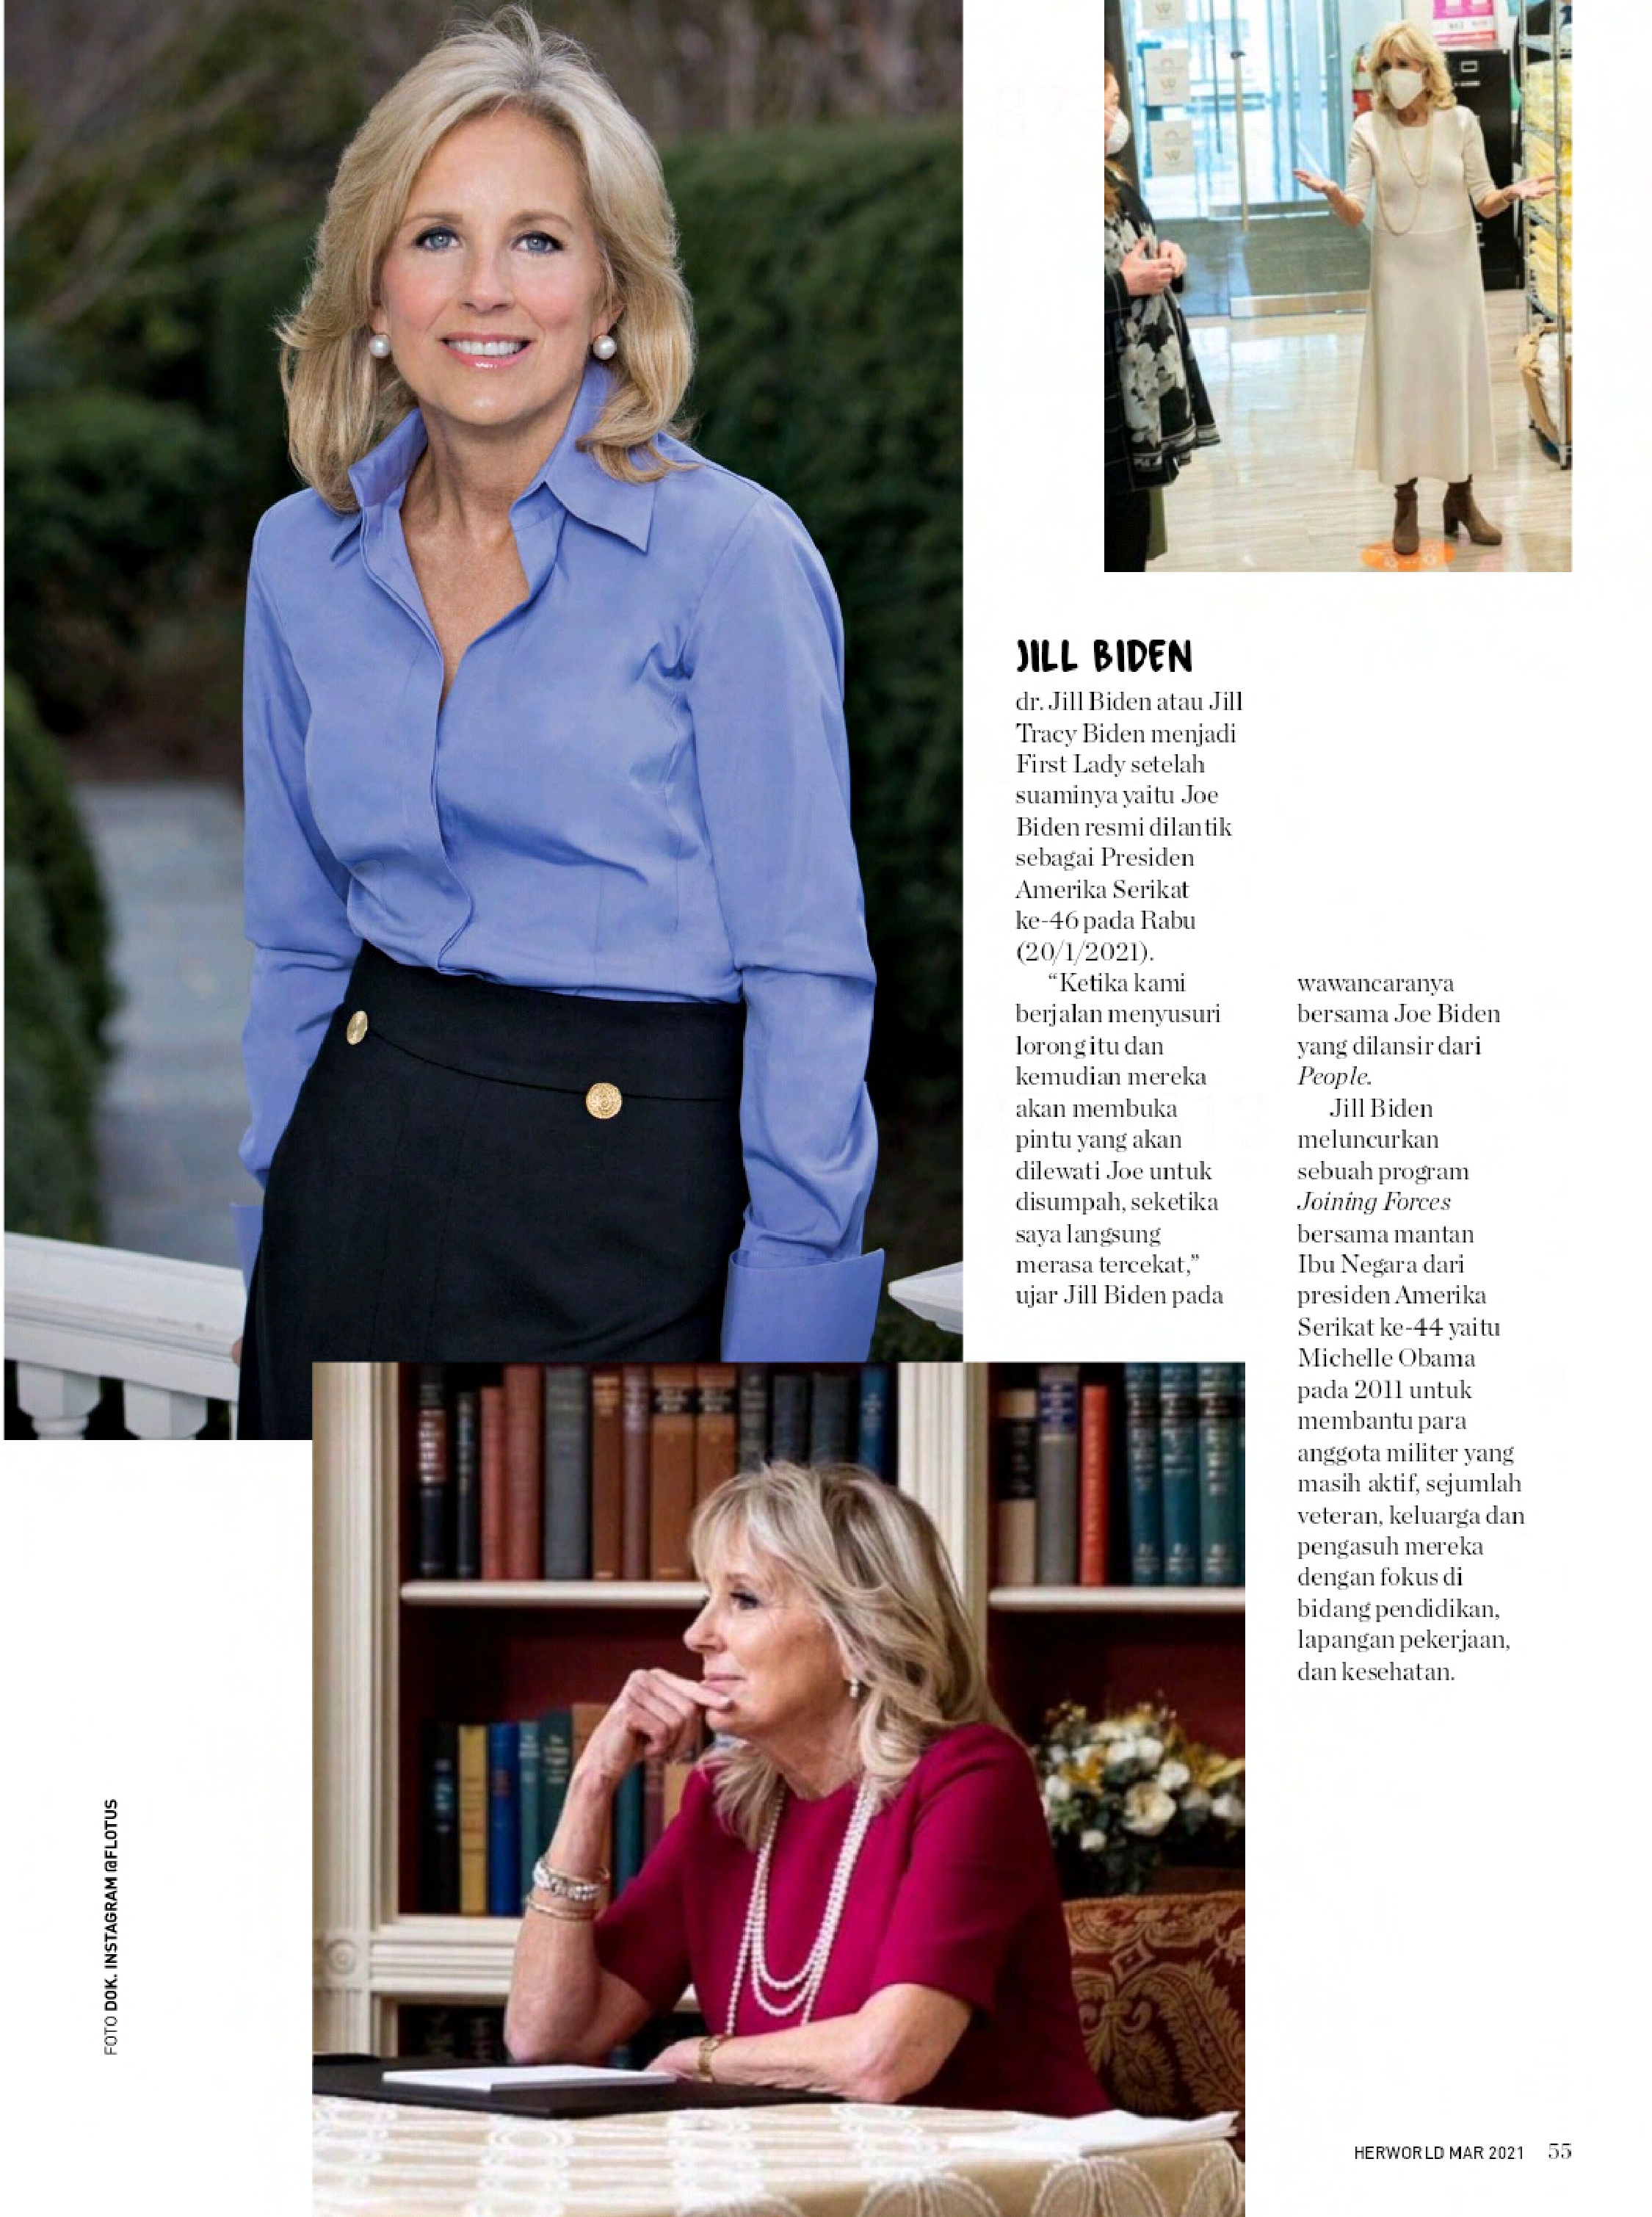 JILL BIDEN
dr. Jill Biden atau Jill
Tracy Biden menjadi
First Lady setelah
suaminya yaitu Joe
Biden resmi dilantik
sebagai Presiden
Amerika Serikat
ke-46 pada Rabu
(20/1/2021).
“Ketika kami
berjalan menyusuri
lorong itu dan
kemudian mereka
akan membuka
pintu yang akan
dilewati Joe untuk
disumpah, seketika
saya langsung
merasa tercekat,”
ujar Jill Biden pada
wawancaranya
bersama Joe Biden
yang dilansir dari
People.
Jill Biden
meluncurkan
sebuah program
Joining Forces
bersama mantan
Ibu Negara dari
presiden Amerika
Serikat ke-44 yaitu
Michelle Obama
pada 2011 untuk
membantu para
anggota militer yang
masih aktif, sejumlah
veteran, keluarga dan
pengasuh mereka
dengan fokus di
bidang pendidikan,
lapangan pekerjaan,
dan kesehatan.
FOTO DOK. INSTAGRAM @FLOTUS
HERWORLD MAR 2021 55